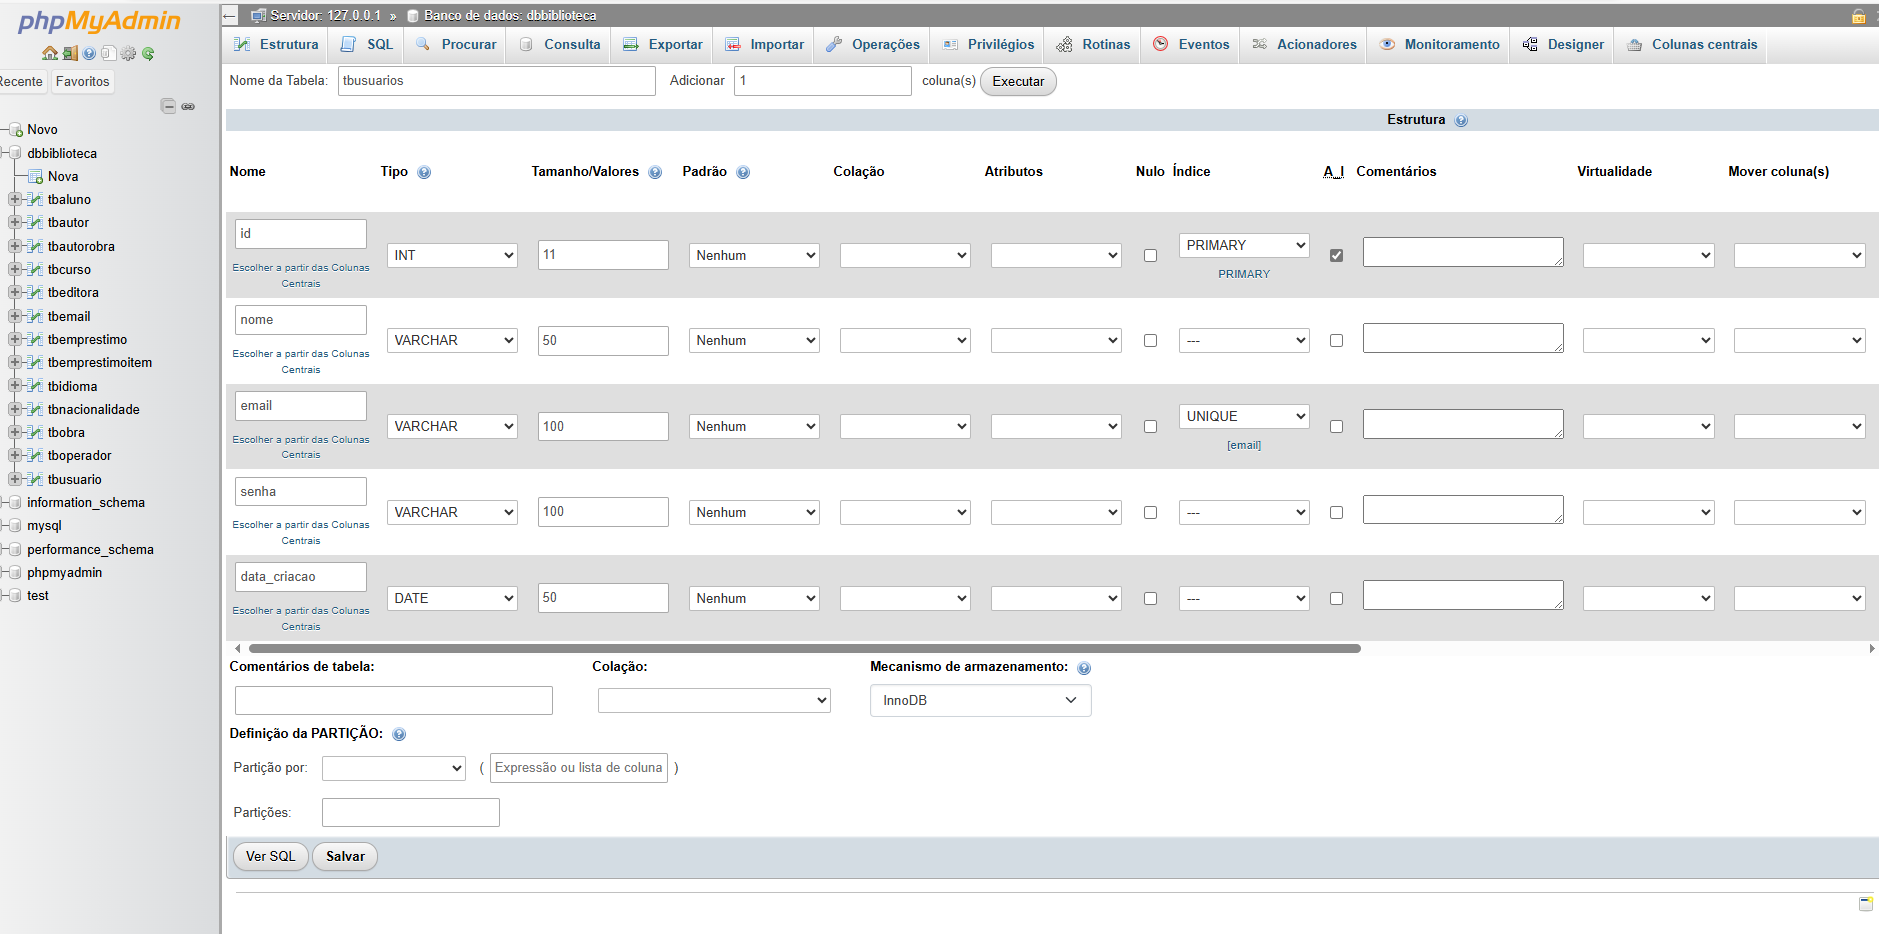 phpMyAdmin
Recente Favoritos
Novo
dbbiblioteca
Nova
tbaluno
tbautor
tbautorobra
tbcurso
tbeditora
tbemail
tbemprestimo
tbemprestimoitem
tbidioma
tbnacionalidade
tbobra
tboperador
tbusuario
information_schema
mysql
performance_schema
phpmyadmin
test
Servidor: 127.0.0.1 » Banco de dados: dbbiblioteca
Estrutura SQL Procurar Consulta Exportar Importar Operações Privilégios Rotinas Eventos Acionadores Monitoramento Designer Colunas centrais
Nome da Tabela: tbusuarios Adicionar 1 coluna(s) Executar
Estrutura
Nome Tipo Tamanho/Valores Padrão Colação Atributos Nulo Índice A_I Comentários Virtualidade Mover coluna(s)
id INT 11 Nenhum PRIMARY
Escolher a partir das Colunas
Centrais
PRIMARY
nome VARCHAR 50 Nenhum ---
Escolher a partir das Colunas
Centrais
email VARCHAR 100 Nenhum UNIQUE
Escolher a partir das Colunas
Centrais
[email]
senha VARCHAR 100 Nenhum ---
Escolher a partir das Colunas
Centrais
data_criacao DATE 50 Nenhum ---
Escolher a partir das Colunas
Centrais
Comentários de tabela: Colação: Mecanismo de armazenamento:
InnoDB
Definição da PARTIÇÃO:
Partição por: ( Expressão ou lista de coluna )
Partições:
Ver SQL Salvar